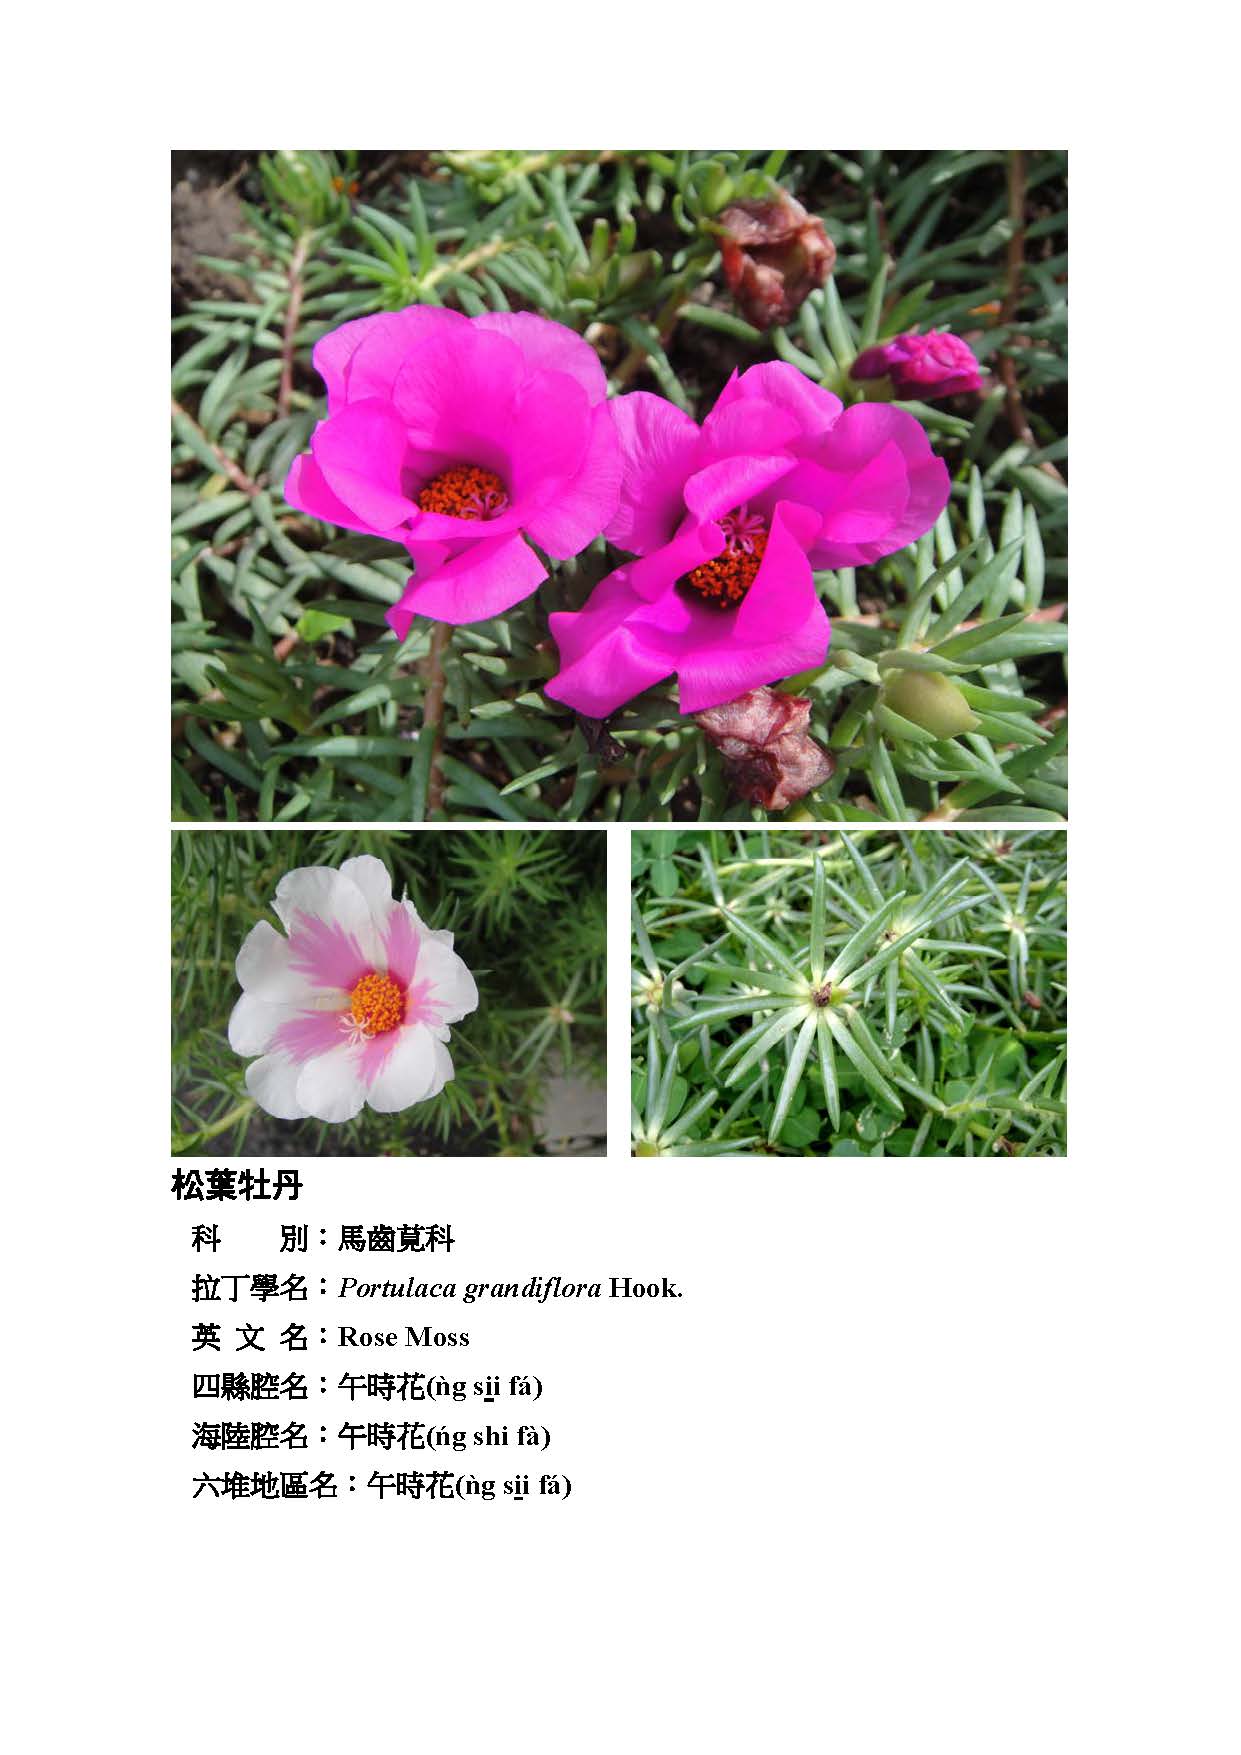 松葉牡丹
科　　別：馬齒莧科
拉丁學名：Portulaca grandiflora Hook.
英 文 名：Rose Moss
四縣腔名：午時花(ǹg sii fá)
海陸腔名：午時花(ńg shi fà)
六堆地區名：午時花(ǹg sii fá)